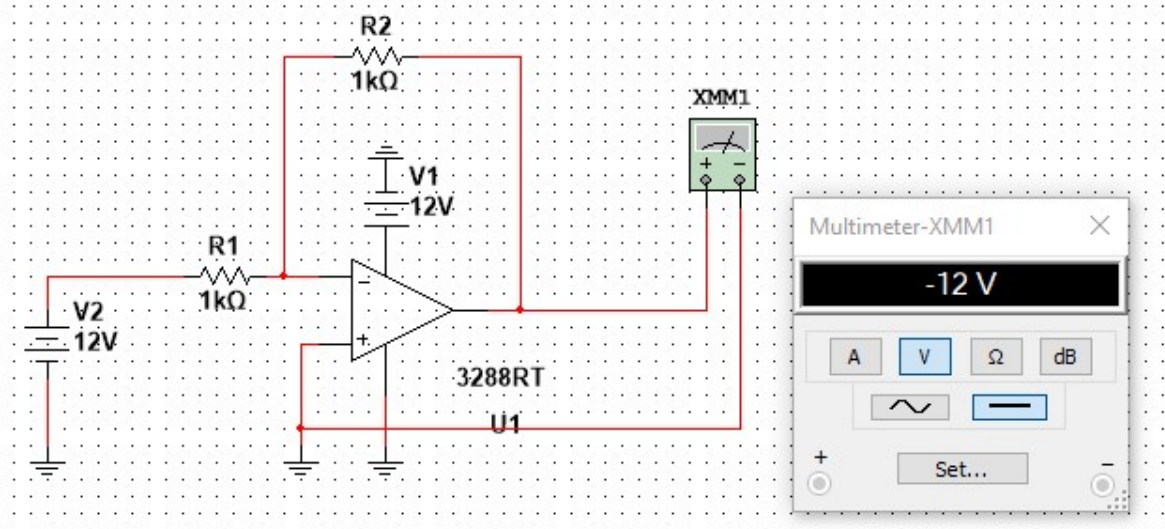 R2
1kΩ
XMM1
+ −
V1
12V
R1
1kΩ
V2
12V
−
+
3288RT
U1
Multimeter-XMM1
-12 V
A V Ω dB
Set...
+ −